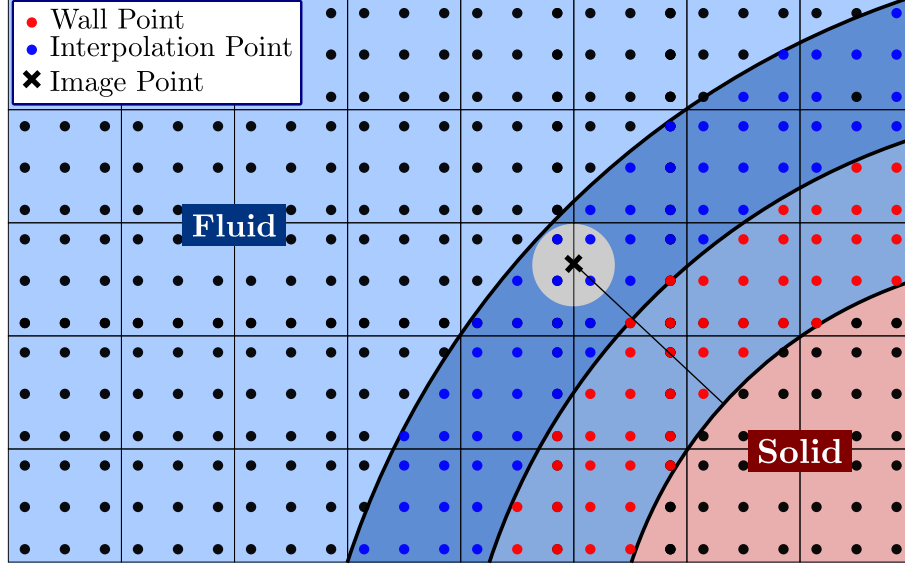 Wall Point
Interpolation Point
Image Point
Fluid
Solid